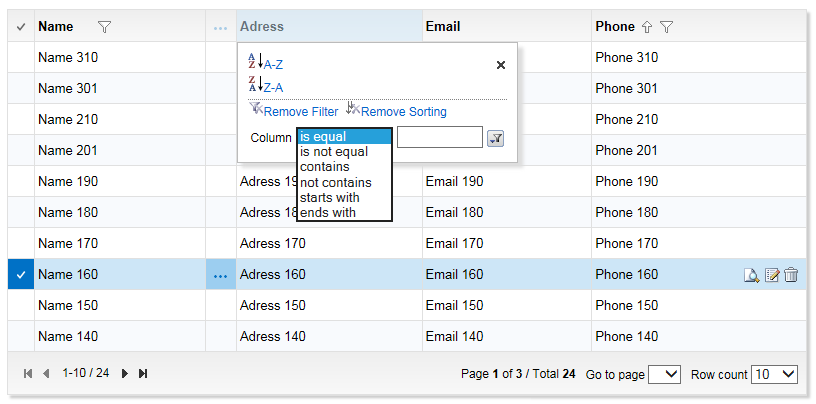 Name ... Adress Email Phone
Name 310 Phone 310
A-Z
Name 301 Phone 301
Z-A
Name 210 Remove Filter Remove Sorting Phone 210
Name 201 Column is equal Phone 201
is not equal
contains
Name 190 Adress 19 not contains Email 190 Phone 190
starts with
Name 180 Adress 18 ends with Email 180 Phone 180
Name 170 Adress 170 Email 170 Phone 170
Name 160 ... Adress 160 Email 160 Phone 160
Name 150 Adress 150 Email 150 Phone 150
Name 140 Adress 140 Email 140 Phone 140
1-10 / 24 Page 1 of 3 / Total 24 Go to page Row count 10